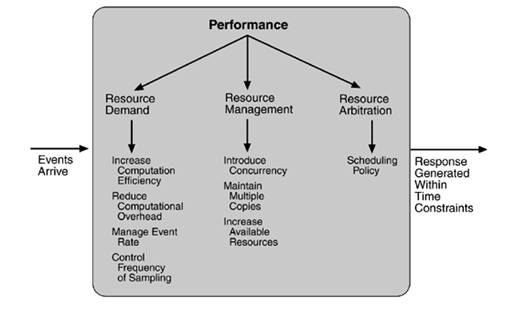 Performance
Resource
Demand
Resource
Management
Resource
Arbitration
Events
Arrive
Increase
Computation
Efficiency
Reduce
Computational
Overhead
Manage Event
Rate
Control
Frequency
of Sampling
Introduce
Concurrency
Maintain
Multiple
Copies
Increase
Available
Resources
Scheduling
Policy
Response
Generated
Within
Time
Constraints